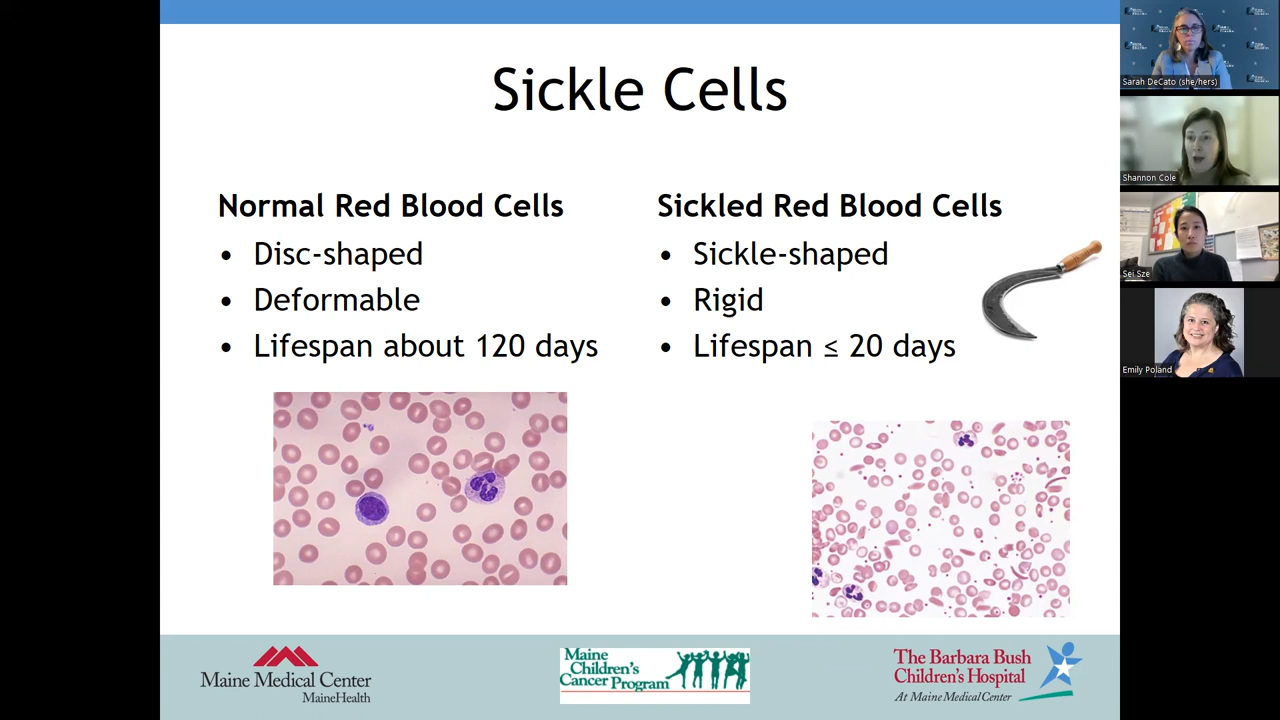 Sickle Cells
Normal Red Blood Cells
• Disc-shaped
• Deformable
• Lifespan about 120 days
Sickled Red Blood Cells
• Sickle-shaped
• Rigid
• Lifespan ≤ 20 days
Maine Medical Center
MaineHealth
Maine
Children's
Cancer Program
The Barbara Bush
Children's Hospital
At Maine Medical Center
Sarah DeCato (she/hers)
Shannon Cole
Sei Sze
Emily Poland